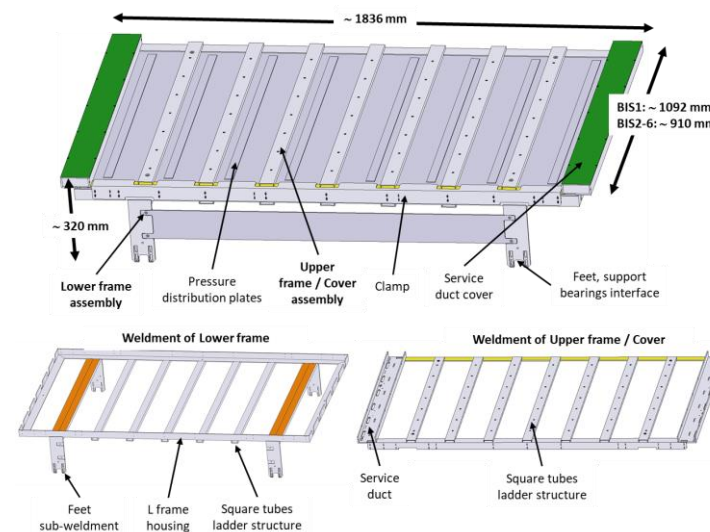 ~ 1836 mm
BIS1: ~ 1092 mm
BIS2-6: ~ 910 mm
~ 320 mm
Lower frame
assembly
Pressure
distribution plates
Upper
frame / Cover
assembly
Clamp
Service
duct cover
Feet, support
bearings interface
Weldment of Lower frame
Weldment of Upper frame / Cover
Feet
sub-weldment
L frame
housing
Square tubes
ladder structure
Service
duct
Square tubes
ladder structure